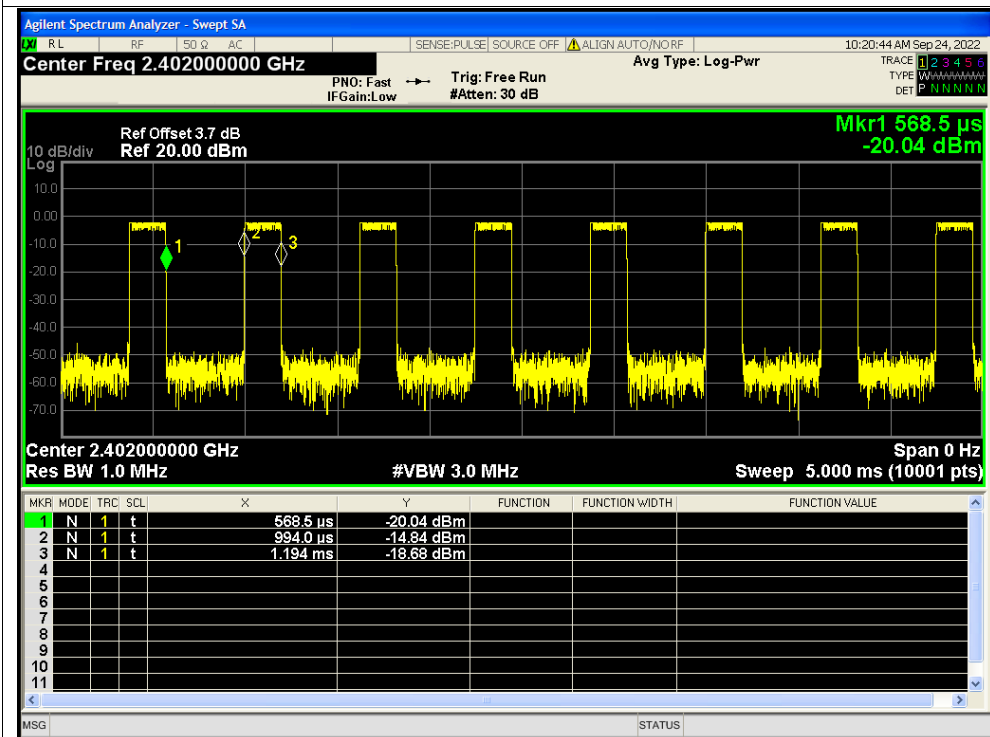 Agilent Spectrum Analyzer - Swept SA
LXI RL RF 50 Ω AC SENSE:PULSE SOURCE OFF ALIGN AUTO/NORF 10:20:44 AM Sep 24, 2022
Center Freq 2.402000000 GHz Avg Type: Log-Pwr TRACE 1 2 3 4 5 6
PNO: Fast Trig: Free Run TYPE
IFGain:Low #Atten: 30 dB DET P N N N N N
Mkr1 568.5 µs
Ref Offset 3.7 dB
10 dB/div Ref 20.00 dBm -20.04 dBm
Log
10.0
0.00
-10.0
-20.0
-30.0
-40.0
-50.0
-60.0
-70.0
1 2 3
Center 2.402000000 GHz Span 0 Hz
Res BW 1.0 MHz #VBW 3.0 MHz Sweep 5.000 ms (10001 pts)
MKR MODE TRC SCL X Y FUNCTION FUNCTION WIDTH FUNCTION VALUE
1 N 1 t 568.5 µs -20.04 dBm
2 N 1 t 994.0 µs -14.84 dBm
3 N 1 t 1.194 ms -18.68 dBm
4
5
6
7
8
9
10
11
MSG STATUS